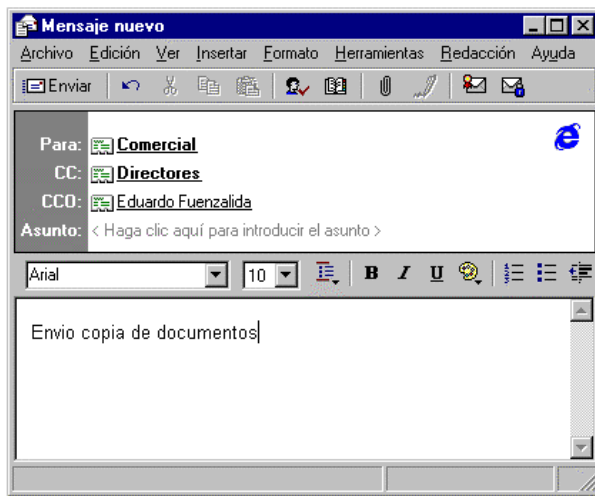 Mensaje nuevo
Archivo Edición Ver Insertar Formato Herramientas Redacción Ayuda
Enviar
Para: Comercial
CC: Directores
CCO: Eduardo Fuenzalida
Asunto: < Haga clic aquí para introducir el asunto >
Arial 10 B I U
Envio copia de documentos